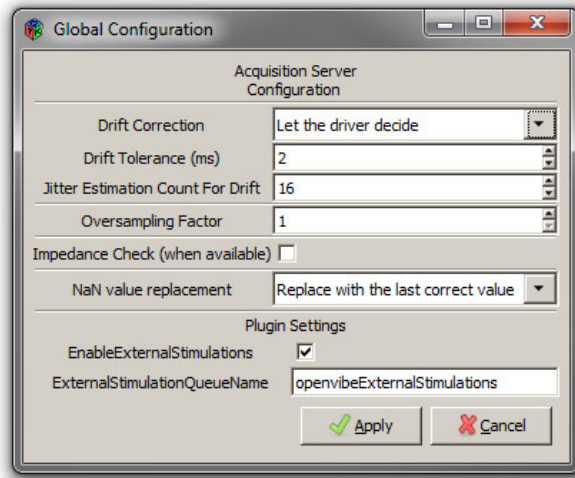 Global Configuration
Acquisition Server
Configuration
Drift Correction Let the driver decide
Drift Tolerance (ms) 2
Jitter Estimation Count For Drift 16
Oversampling Factor 1
Impedance Check (when available)
NaN value replacement Replace with the last correct value
Plugin Settings
EnableExternalStimulations
ExternalStimulationQueueName openvibeExternalStimulations
Apply Cancel